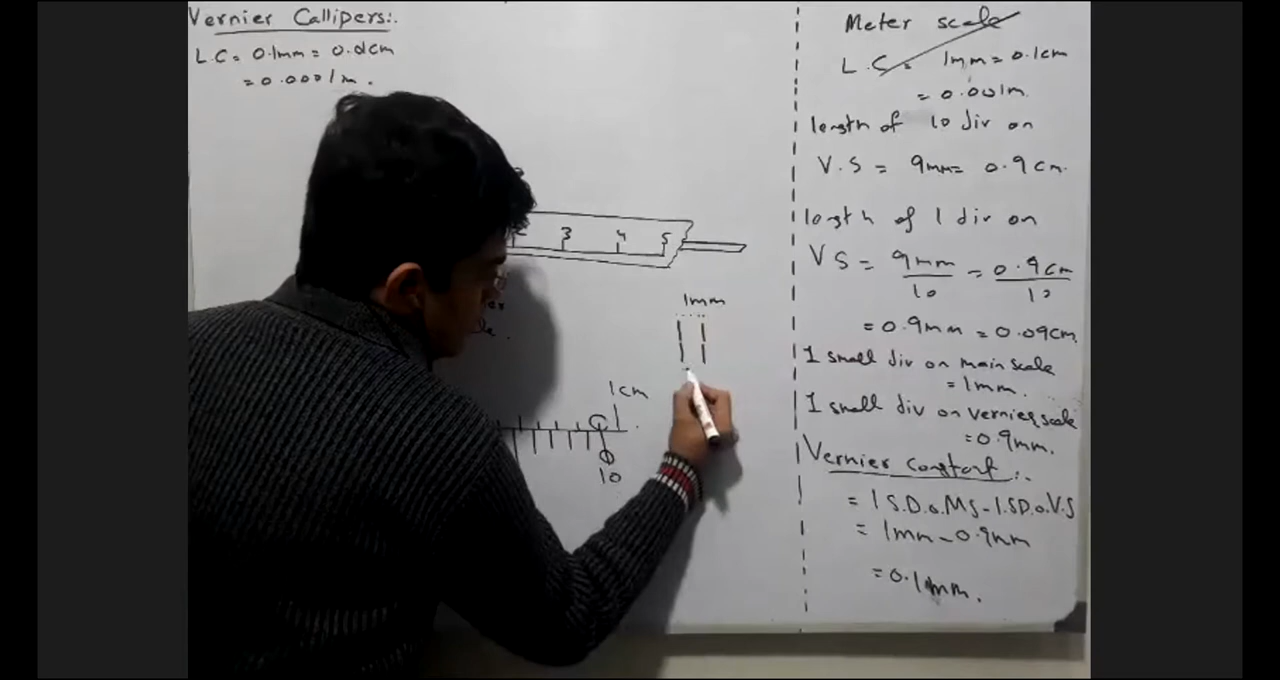 Vernier Callipers:.
L.C = 0.1mm = 0.01cm
= 0.0001m.
3 4 5
1mm
1cm
10
Meter scale
L.C = 1mm = 0.1cm
= 0.001m.
length of 10 div on
V.S = 9mm = 0.9cm.
length of 1 div on
VS = 9mm/10 = 0.9cm/10
= 0.9mm = 0.09cm.
1 small div on main scale
= 1mm.
1 small div on vernier scale
= 0.9mm.
Vernier constant:.
= 1 S.D.o.MS - 1.SD.o.V.S
= 1mm - 0.9mm
= 0.1mm.